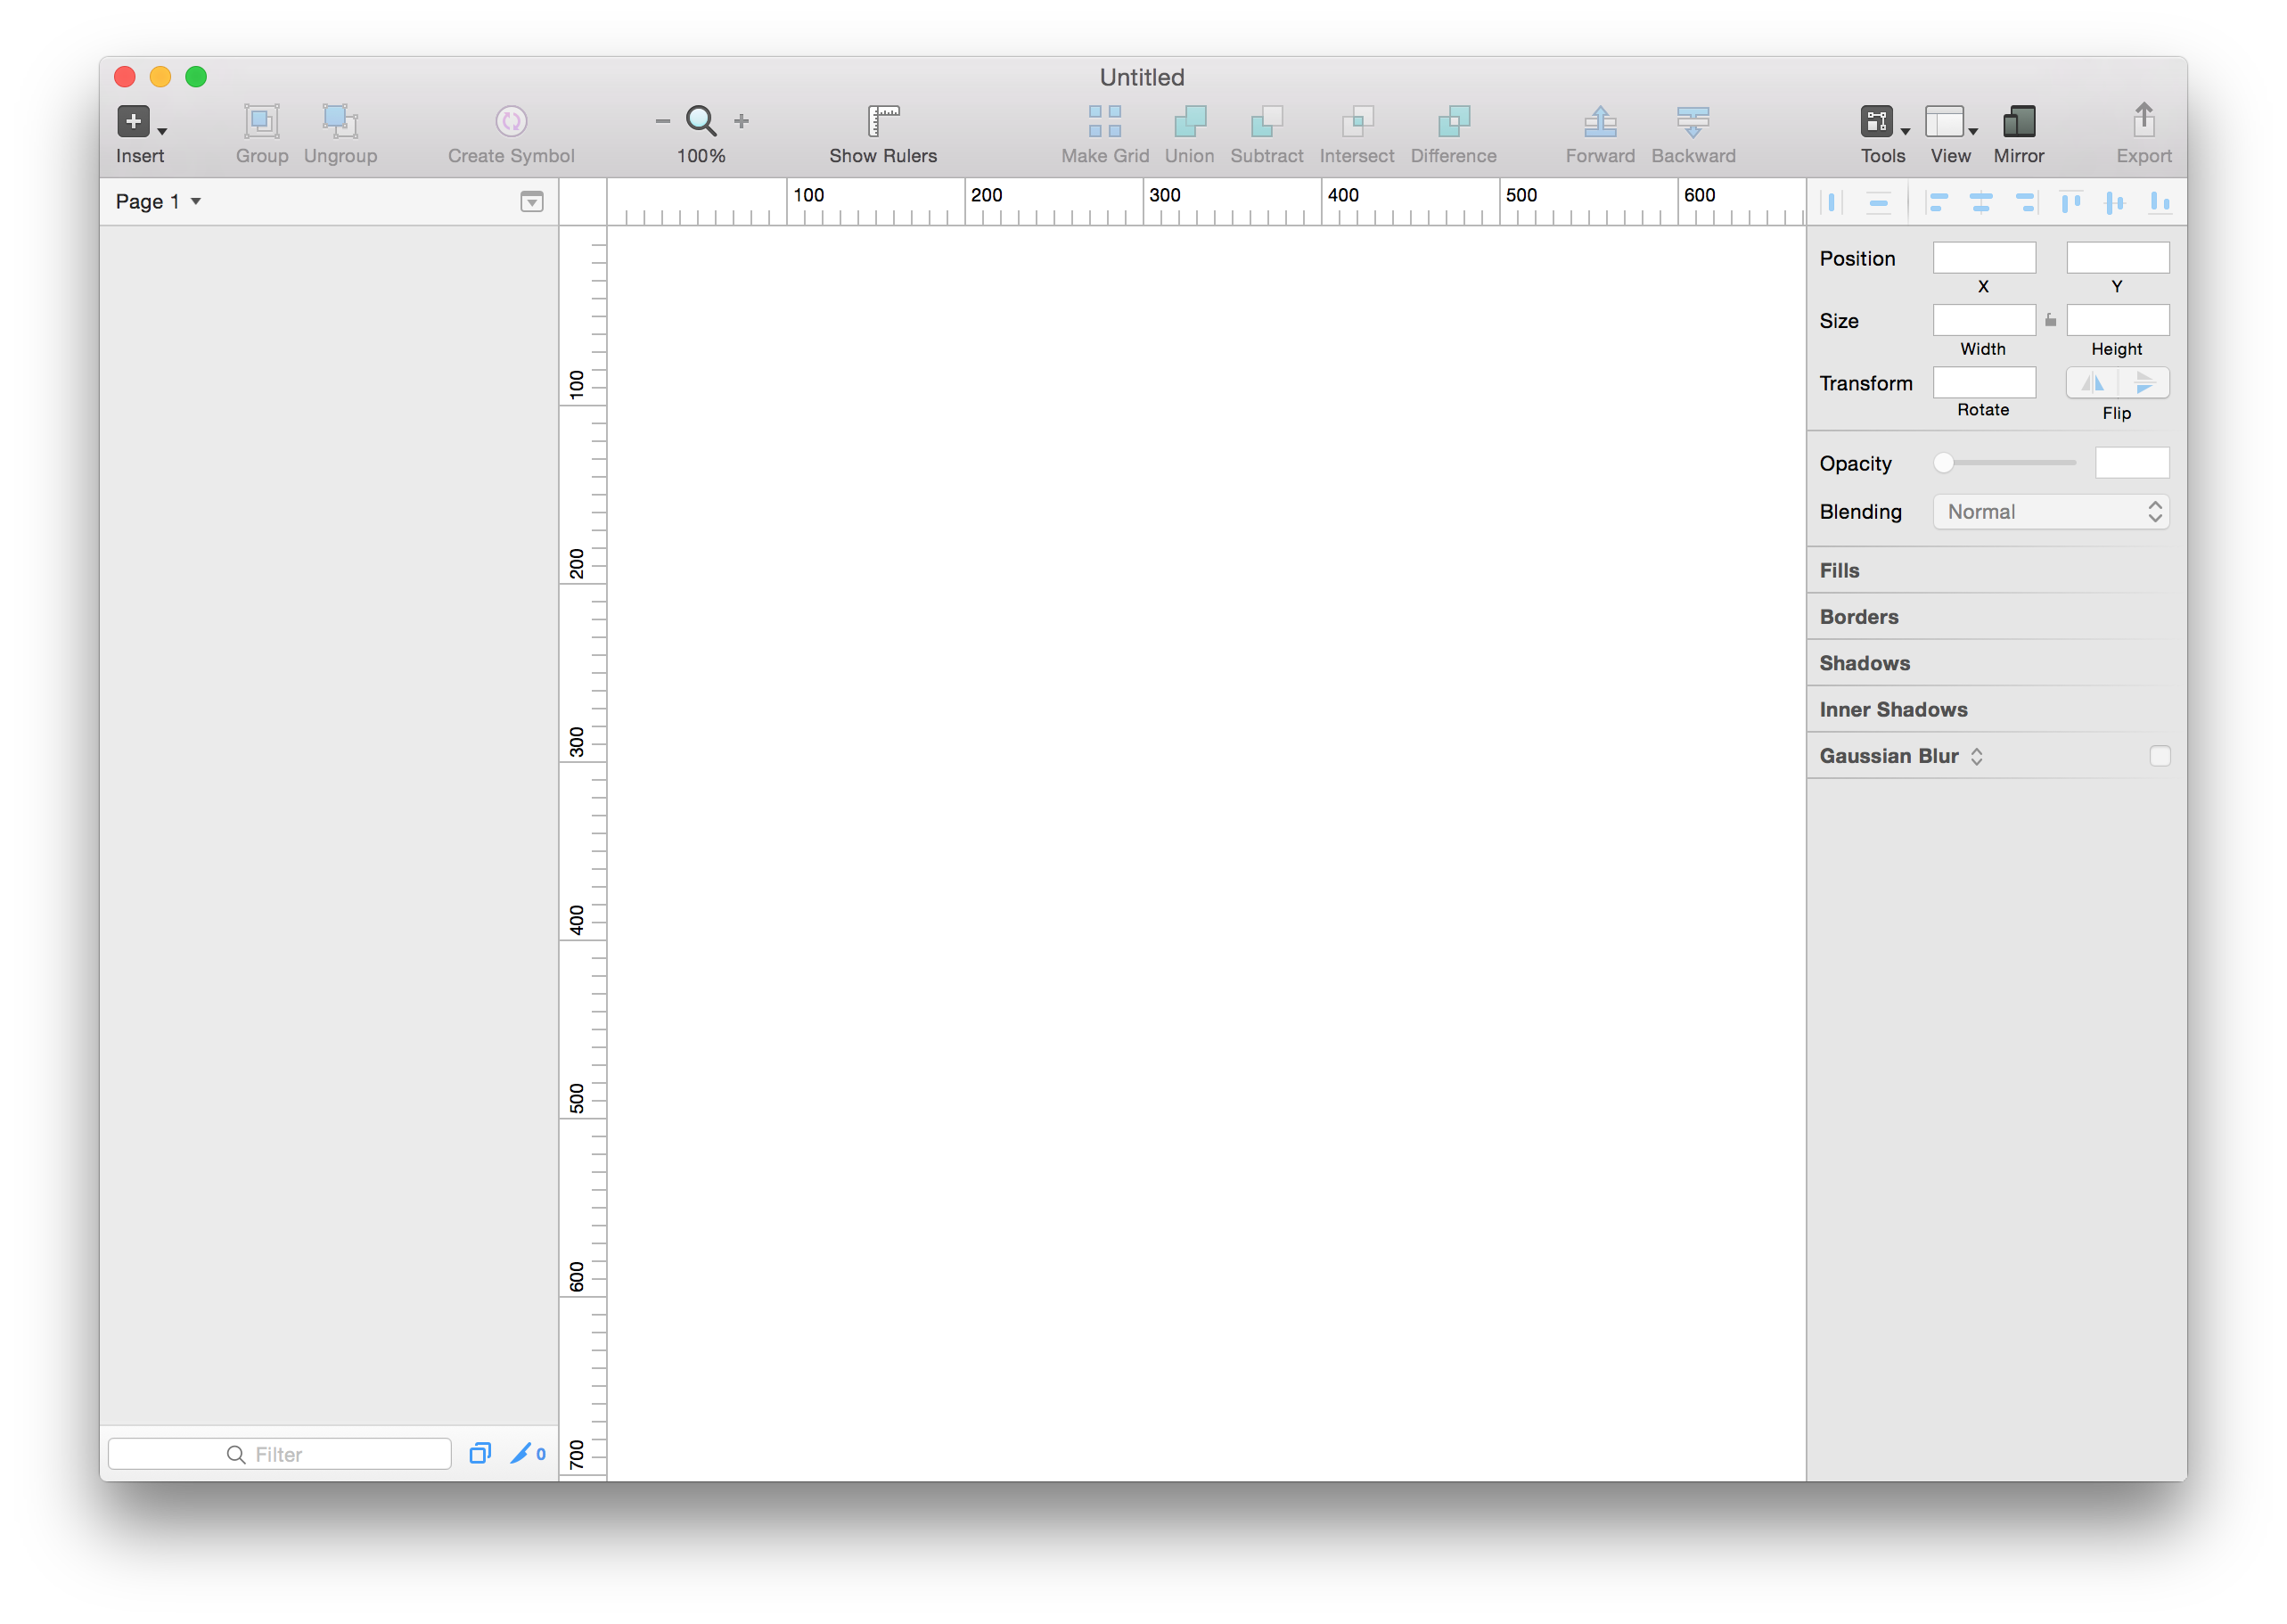 Untitled
Insert Group Ungroup Create Symbol 100% Show Rulers Make Grid Union Subtract Intersect Difference Forward Backward Tools View Mirror Export
Page 1
100 200 300 400 500 600
100
200
300
400
500
600
700
Position
X Y
Size
Width Height
Transform
Rotate Flip
Opacity
Blending Normal
Fills
Borders
Shadows
Inner Shadows
Gaussian Blur
Filter 0